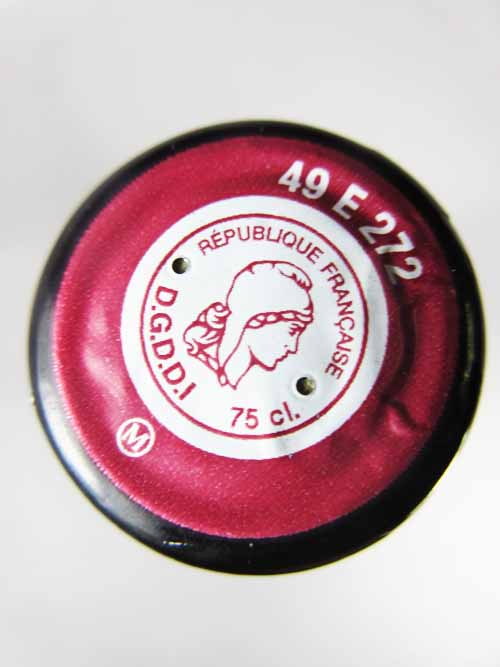 49 E 272
RÉPUBLIQUE FRANÇAISE
D.G.D.D.I
75 cl.
M